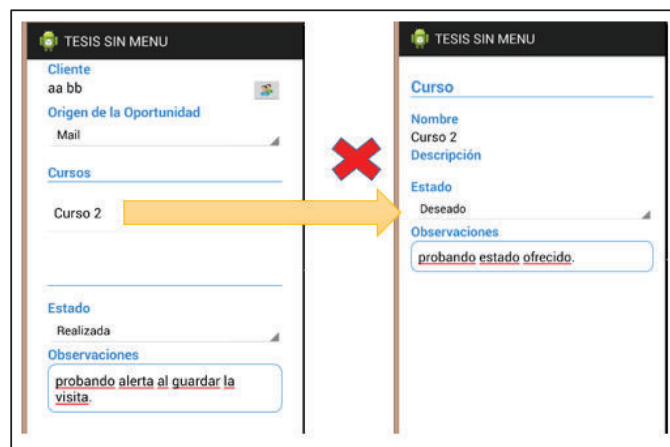 TESIS SIN MENU
Cliente
aa bb
Origen de la Oportunidad
Mail
Cursos
Curso 2
Estado
Realizada
Observaciones
probando alerta al guardar la
visita.
TESIS SIN MENU
Curso
Nombre
Curso 2
Descripción
Estado
Deseado
Observaciones
probando estado ofrecido.